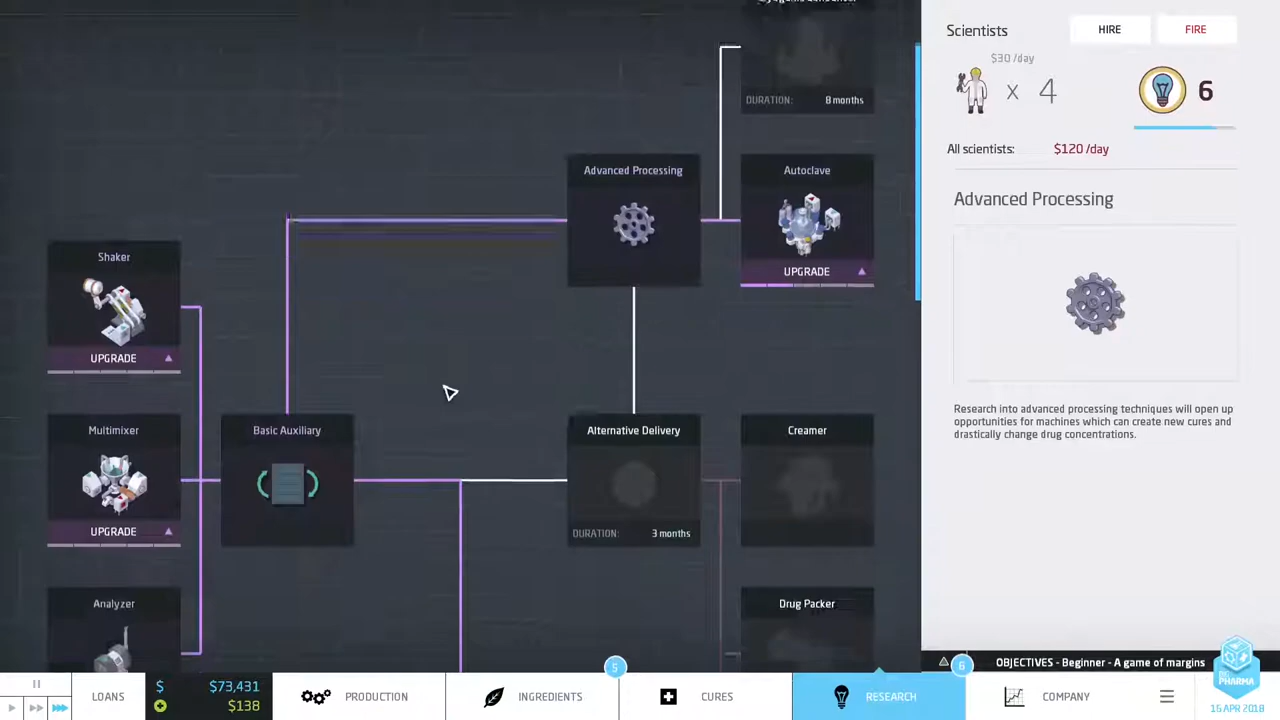 DURATION: 8 months
Advanced Processing
Autoclave
UPGRADE
Shaker
UPGRADE
Multimixer
UPGRADE
Basic Auxiliary
Alternative Delivery
DURATION: 3 months
Creamer
Analyzer
Drug Packer
Scientists
HIRE
FIRE
$30 /day
x 4
6
All scientists: $120 /day
Advanced Processing
Research into advanced processing techniques will open up
opportunities for machines which can create new cures and
drastically change drug concentrations.
5
6
OBJECTIVES - Beginner - A game of margins
LOANS
$ $73,431
$138
PRODUCTION
INGREDIENTS
CURES
RESEARCH
COMPANY
BIG
PHARMA
15 APR 2018